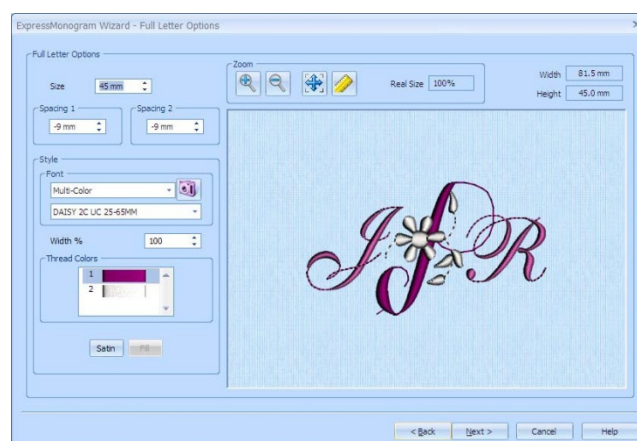 ExpressMonogram Wizard - Full Letter Options
Full Letter Options
Size 45 mm
Spacing 1 Spacing 2
-9 mm -9 mm
Style
Font
Multi-Color
DAISY 2C UC 25-65MM
Width % 100
Thread Colors
1
2
Satin Fill
Zoom
Real Size 100%
Width 81.5 mm
Height 45.0 mm
JSR
< Back Next > Cancel Help